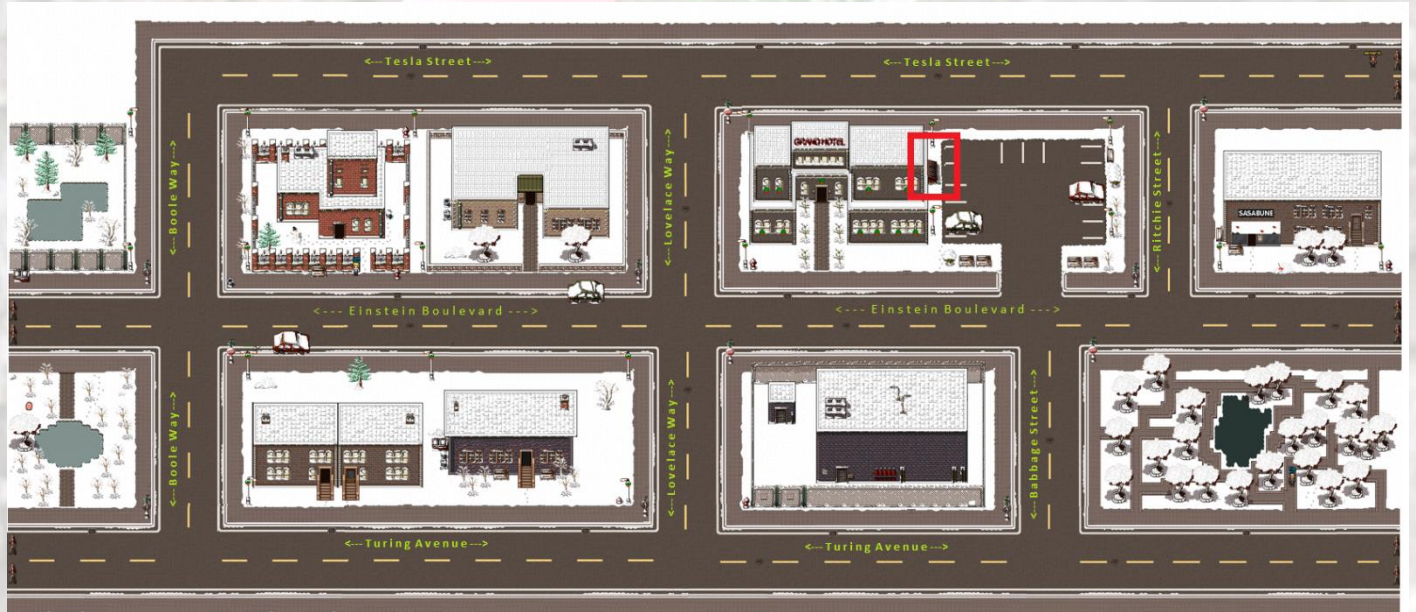 <---Tesla Street--->
<---Tesla Street--->
GRAND HOTEL
<---Boole Way--->
<---Lovelace Way--->
<---Ritchie Street--->
SASABUNE
<--- Einstein Boulevard --->
<--- Einstein Boulevard --->
<---Boole Way--->
<---Lovelace Way--->
<---Babbage Street--->
<---Turing Avenue--->
<---Turing Avenue--->